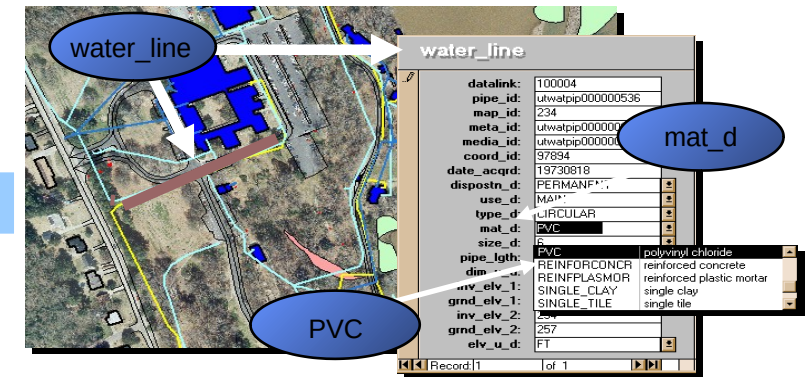 water_line
water_line
datalink: 100004
pipe_id: utwatpip000000536
map_id: 234
meta_id:
media_id:
coord_id: 97894
date_acqrd: 19730818
dispostn_d: PERMANENT
use_d: MAIN
type_d: CIRCULAR
mat_d: PVC
mat_d
size_d: 6
PVC polyvinyl chloride
REINFORCONCR reinforced concrete
REINFPLASMOR reinforced plastic mortar
SINGLE_CLAY single clay
SINGLE_TILE single tile
pipe_lgth:
inv_elv_1:
grnd_elv_1:
inv_elv_2:
grnd_elv_2: 257
elv_u_d: FT
Record: 1 of 1
PVC